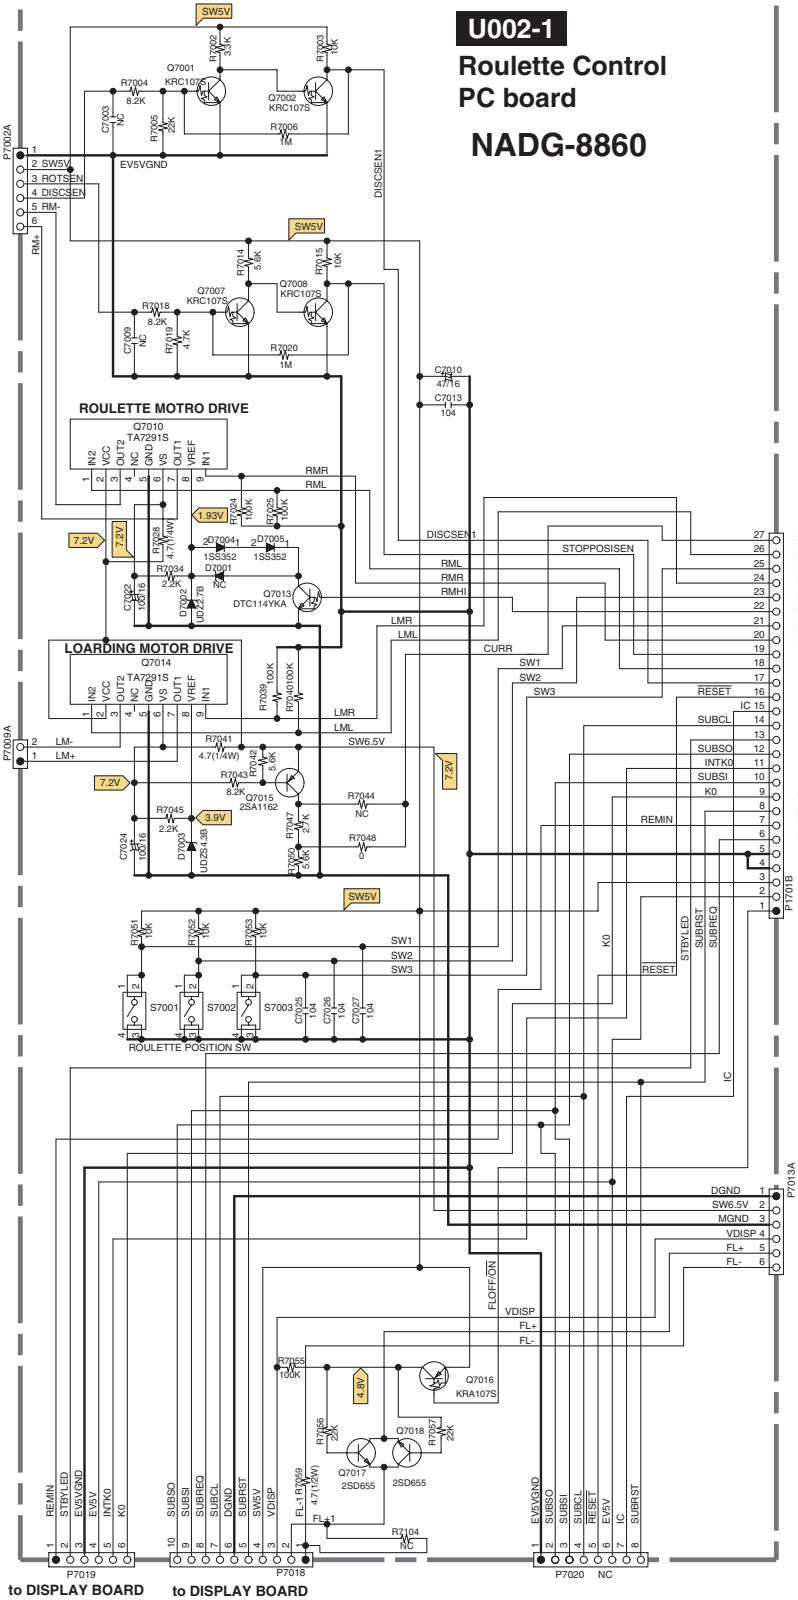 U002-1
Roulette Control
PC board
NADG-8860
SW5V
R7002
3.3K
R7003
10K
Q7001
KRC107S
R7004
8.2K
Q7002
KRC107S
C7003
NC
R7005
22K
R7006
1M
P7002A
1
EV5VGND
2 SW5V
3 ROTSEN
4 DISCSEN
5 RM-
6
RM+
DISCSEN1
SW5V
R7014
5.6K
R7015
10K
Q7007
KRC107S
Q7008
KRC107S
R7018
8.2K
C7009
NC
R7019
4.7K
R7020
1M
C7010
47/16
C7013
104
ROULETTE MOTRO DRIVE
Q7010
TA7291S
IN2
VCC
OUT2
NC
GND
VS
OUT1
VREF
IN1
1 2 3 4 5 6 7 8 9
RMR
RML
R7024
100K
R7025
100K
1.93V
7.2V
7.2V
R7028
4.7(1/4W)
2 D7004 1
1SS352
2 D7005 1
1SS352
R7034
2.2K
D7001
NC
C7022
100/16
D7002
UDZ2.7B
Q7013
DTC114YKA
DISCSEN1
STOPPOSISEN
RML
RMR
RMHI
LMR
LML
CURR
SW1
SW2
SW3
RESET
IC
SUBCL
SUBSO
INTK0
SUBSI
K0
REMIN
27
26
25
24
23
22
21
20
19
18
17
16
15
14
13
12
11
10
9
8
7
6
5
4
3
2
1
P1701B
LOARDING MOTOR DRIVE
Q7014
TA7291S
IN2
VCC
OUT2
NC
GND
VS
OUT1
VREF
IN1
1 2 3 4 5 6 7 8 9
R7039
100K
R7040
100K
LMR
LML
SW6.5V
P7009A
2 LM-
1 LM+
R7041
4.7(1/4W)
R7042
5.6K
7.2V
7.2V
R7043
8.2K
Q7015
2SA1162
R7044
NC
R7045
2.2K
3.9V
R7047
2.7K
R7048
0
C7024
100/16
D7003
UDZS4.3B
R7050
5.6K
SW5V
R7051
10K
R7052
10K
R7053
10K
SW1
SW2
SW3
1 2
1 2
1 2
S7001
S7002
S7003
4 3
4 3
4 3
C7025
104
C7026
104
C7027
104
ROULETTE POSITION SW
K0
RESET
STBYLED
SUBRST
SUBREQ
IC
P7013A
DGND 1
SW6.5V 2
MGND 3
VDISP 4
FL+ 5
FL- 6
FLOFF/ON
VDISP
FL+
FL-
R7055
100K
4.8V
Q7016
KRA107S
R7056
22K
R7057
22K
Q7018
2SD655
Q7017
2SD655
R7059
4.7(1/2W)
FL-1
FL+1
R7104
NC
REMIN
STBYLED
EV5VGND
EV5V
INTK0
K0
1 2 3 4 5 6
P7019
to DISPLAY BOARD
SUBSO
SUBSI
SUBREQ
SUBCL
DGND
SUBRST
SW5V
VDISP
10 9 8 7 6 5 4 3 2 1
P7018
to DISPLAY BOARD
EV5VGND
SUBSO
SUBSI
SUBCL
RESET
EV5V
IC
SUBRST
1 2 3 4 5 6 7 8
P7020 NC